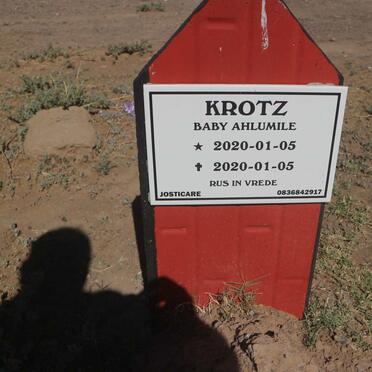 KROTZ
BABY AHLUMILE
★ 2020-01-05
✝ 2020-01-05
RUS IN VREDE
JOSTICARE 0836842917